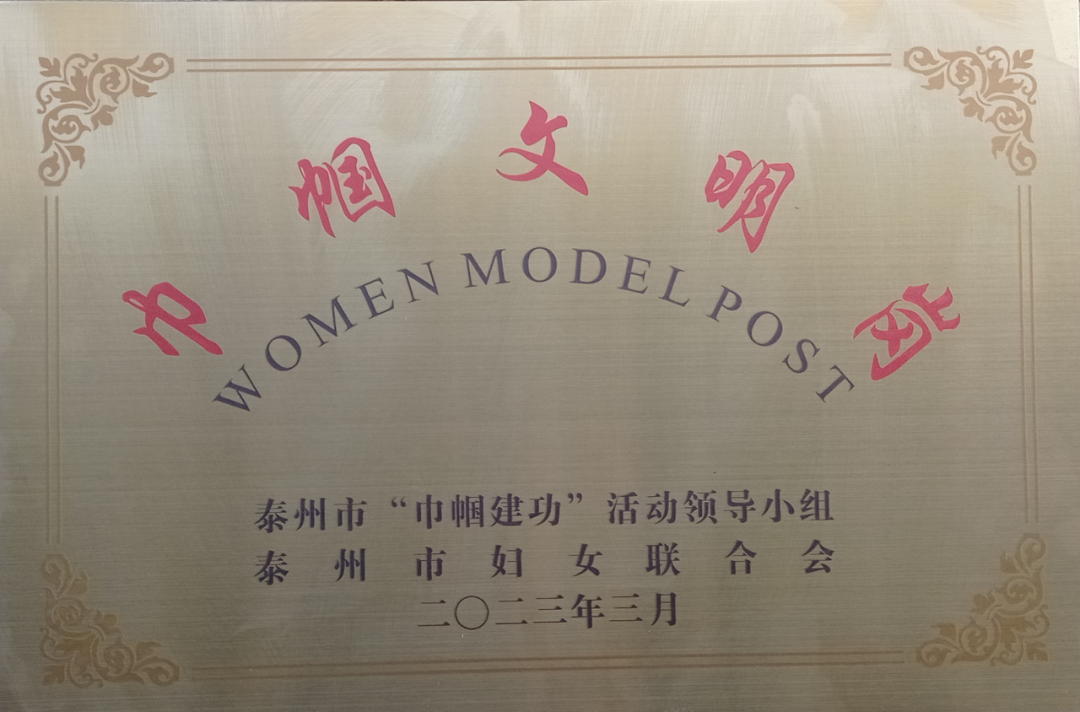 巾帼文明岗
WOMEN MODEL POST
泰州市“巾帼建功”活动领导小组
泰州市妇女联合会
二〇二三年三月